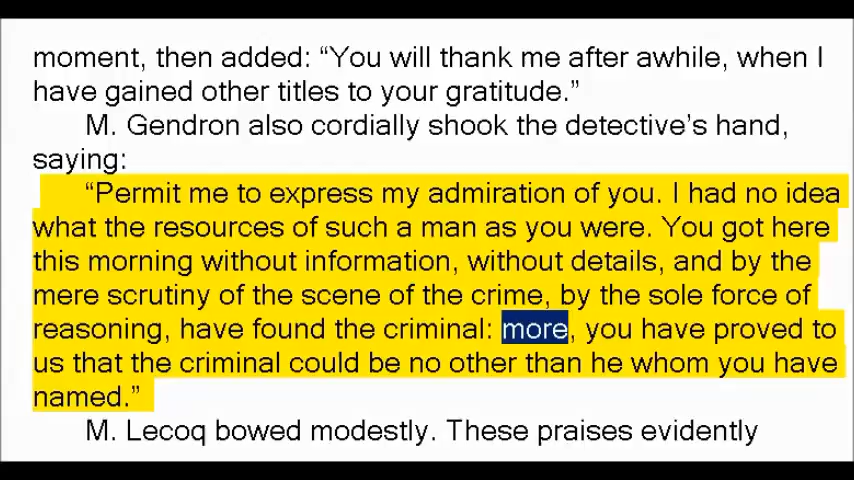 moment, then added: “You will thank me after awhile, when I
have gained other titles to your gratitude.”
M. Gendron also cordially shook the detective’s hand,
saying:
“Permit me to express my admiration of you. I had no idea
what the resources of such a man as you were. You got here
this morning without information, without details, and by the
mere scrutiny of the scene of the crime, by the sole force of
reasoning, have found the criminal: more, you have proved to
us that the criminal could be no other than he whom you have
named.”
M. Lecoq bowed modestly. These praises evidently